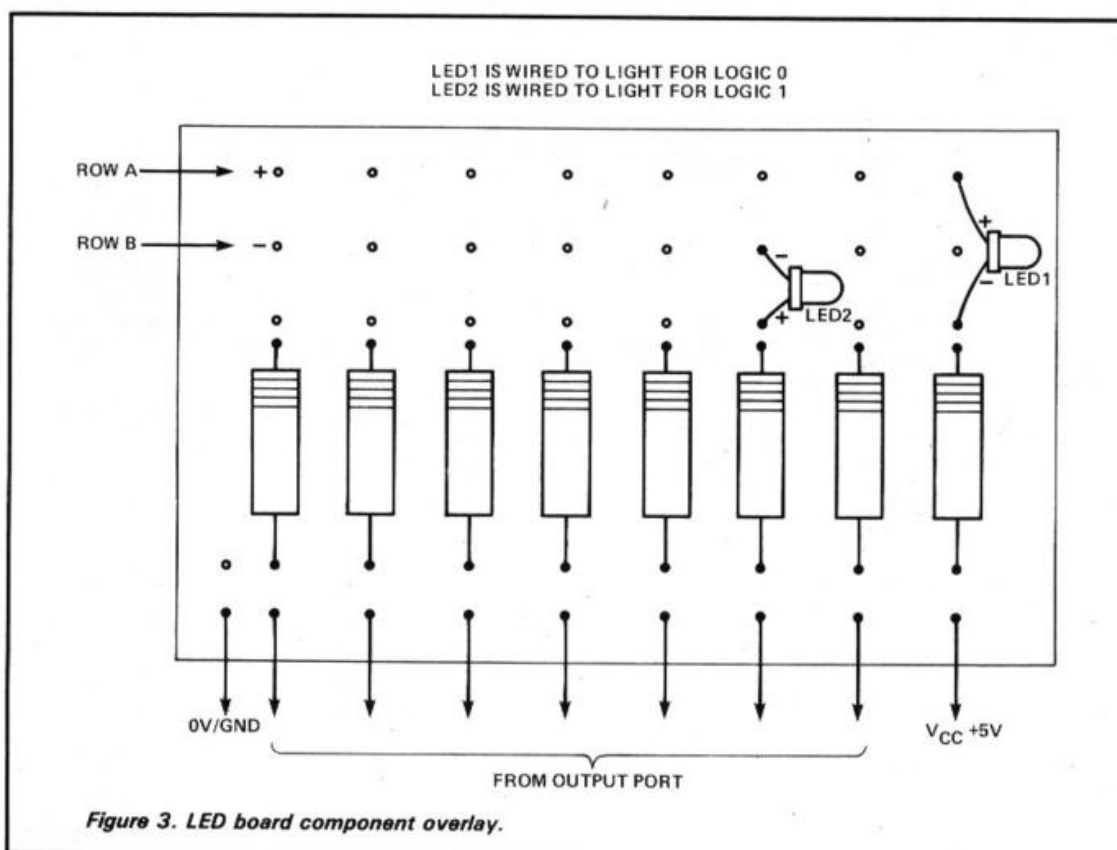 LED1 IS WIRED TO LIGHT FOR LOGIC 0
LED2 IS WIRED TO LIGHT FOR LOGIC 1
ROW A
+
ROW B
−
+
−
LED1
−
+
LED2
0V/GND
VCC +5V
FROM OUTPUT PORT
Figure 3. LED board component overlay.